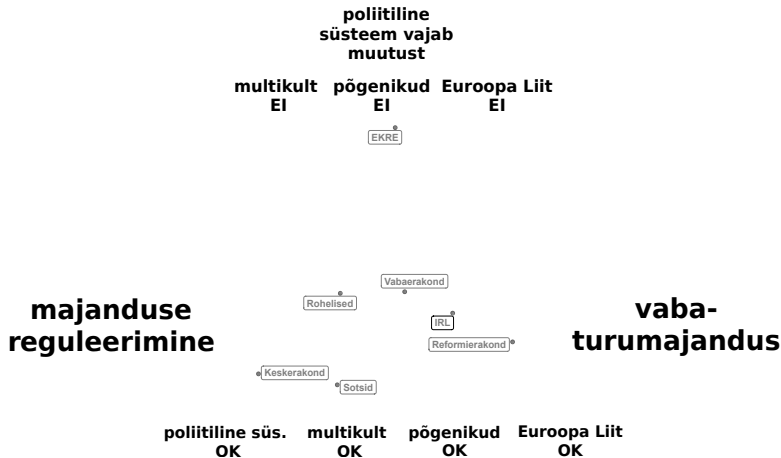 poliitiline
süsteem vajab
muutust
multikult põgenikud Euroopa Liit
EI EI EI
EKRE
Vabaerakond
Rohelised
majanduse
reguleerimine
vaba-
turumajandus
IRL
Reformierakond
Keskerakond
Sotsid
poliitiline süs. multikult põgenikud Euroopa Liit
OK OK OK OK